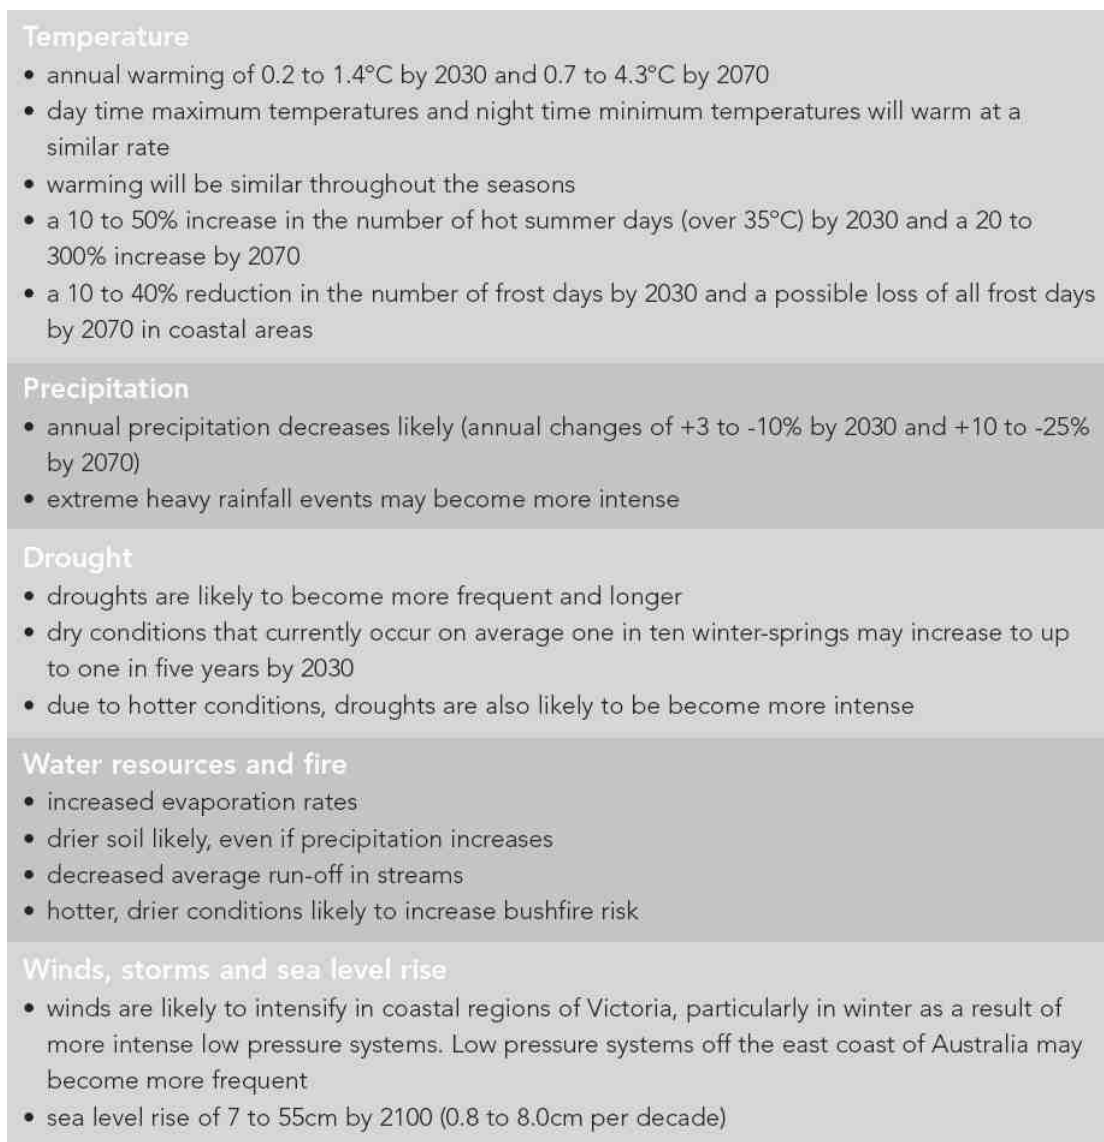 Temperature
• annual warming of 0.2 to 1.4ºC by 2030 and 0.7 to 4.3ºC by 2070
• day time maximum temperatures and night time minimum temperatures will warm at a
similar rate
• warming will be similar throughout the seasons
• a 10 to 50% increase in the number of hot summer days (over 35ºC) by 2030 and a 20 to
300% increase by 2070
• a 10 to 40% reduction in the number of frost days by 2030 and a possible loss of all frost days
by 2070 in coastal areas
Precipitation
• annual precipitation decreases likely (annual changes of +3 to -10% by 2030 and +10 to -25%
by 2070)
• extreme heavy rainfall events may become more intense
Drought
• droughts are likely to become more frequent and longer
• dry conditions that currently occur on average one in ten winter-springs may increase to up
to one in five years by 2030
• due to hotter conditions, droughts are also likely to be become more intense
Water resources and fire
• increased evaporation rates
• drier soil likely, even if precipitation increases
• decreased average run-off in streams
• hotter, drier conditions likely to increase bushfire risk
Winds, storms and sea level rise
• winds are likely to intensify in coastal regions of Victoria, particularly in winter as a result of
more intense low pressure systems. Low pressure systems off the east coast of Australia may
become more frequent
• sea level rise of 7 to 55cm by 2100 (0.8 to 8.0cm per decade)